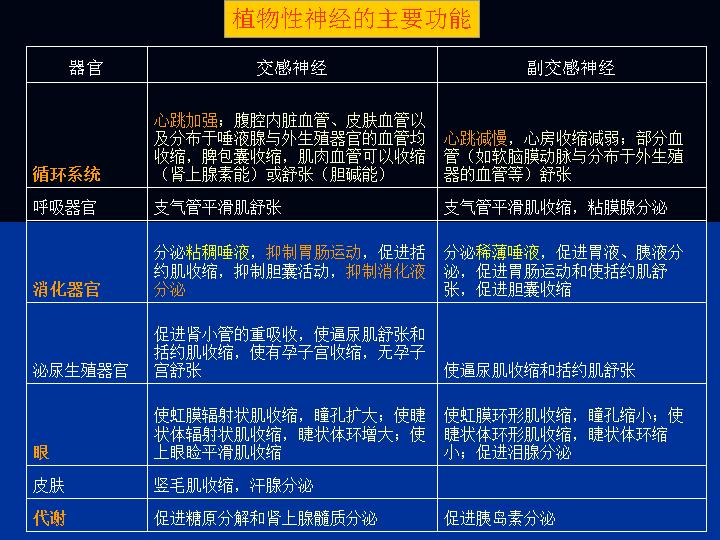 植物性神经的主要功能
器官
交感神经
副交感神经
循环系统
心跳加强；腹腔内脏血管、皮肤血管以
及分布于唾液腺与外生殖器官的血管均
收缩，脾包囊收缩，肌肉血管可以收缩
（肾上腺素能）或舒张（胆碱能）
心跳减慢，心房收缩减弱；部分血
管（如软脑膜动脉与分布于外生殖
器的血管等）舒张
呼吸器官
支气管平滑肌舒张
支气管平滑肌收缩，粘膜腺分泌
消化器官
分泌粘稠唾液，抑制胃肠运动，促进括
约肌收缩，抑制胆囊活动，抑制消化液
分泌
分泌稀薄唾液，促进胃液、胰液分
泌，促进胃肠运动和使括约肌舒
张，促进胆囊收缩
泌尿生殖器官
促进肾小管的重吸收，使逼尿肌舒张和
括约肌收缩，使有孕子宫收缩，无孕子
宫舒张
使逼尿肌收缩和括约肌舒张
眼
使虹膜辐射状肌收缩，瞳孔扩大；使睫
状体辐射状肌收缩，睫状体环增大；使
上眼睑平滑肌收缩
使虹膜环形肌收缩，瞳孔缩小；使
睫状体环形肌收缩，睫状体环缩
小；促进泪腺分泌
皮肤
竖毛肌收缩，汗腺分泌
代谢
促进糖原分解和肾上腺髓质分泌
促进胰岛素分泌